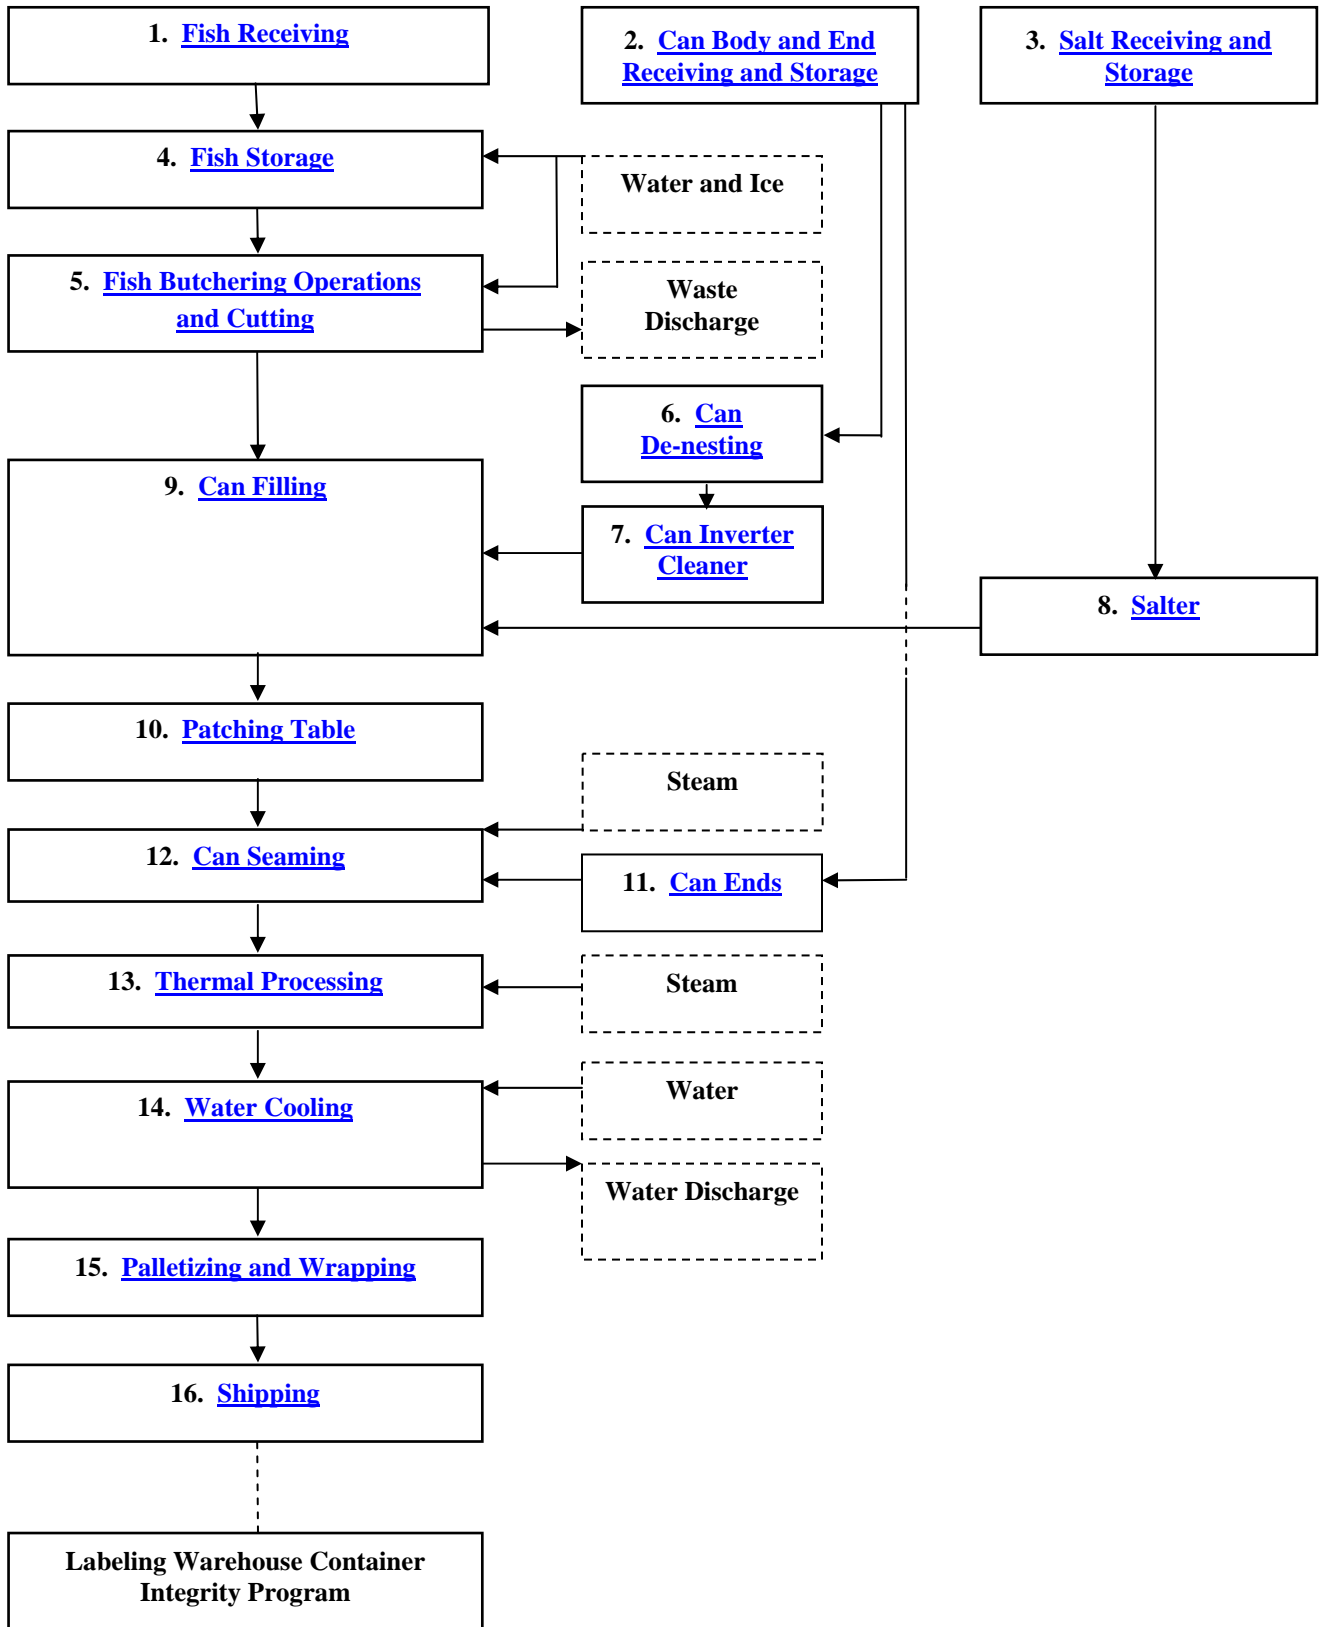 1. Fish Receiving
2. Can Body and End
Receiving and Storage
3. Salt Receiving and
Storage
4. Fish Storage
Water and Ice
5. Fish Butchering Operations
and Cutting
Waste
Discharge
6. Can
De-nesting
9. Can Filling
7. Can Inverter
Cleaner
8. Salter
10. Patching Table
Steam
12. Can Seaming
11. Can Ends
13. Thermal Processing
Steam
14. Water Cooling
Water
Water Discharge
15. Palletizing and Wrapping
16. Shipping
Labeling Warehouse Container
Integrity Program